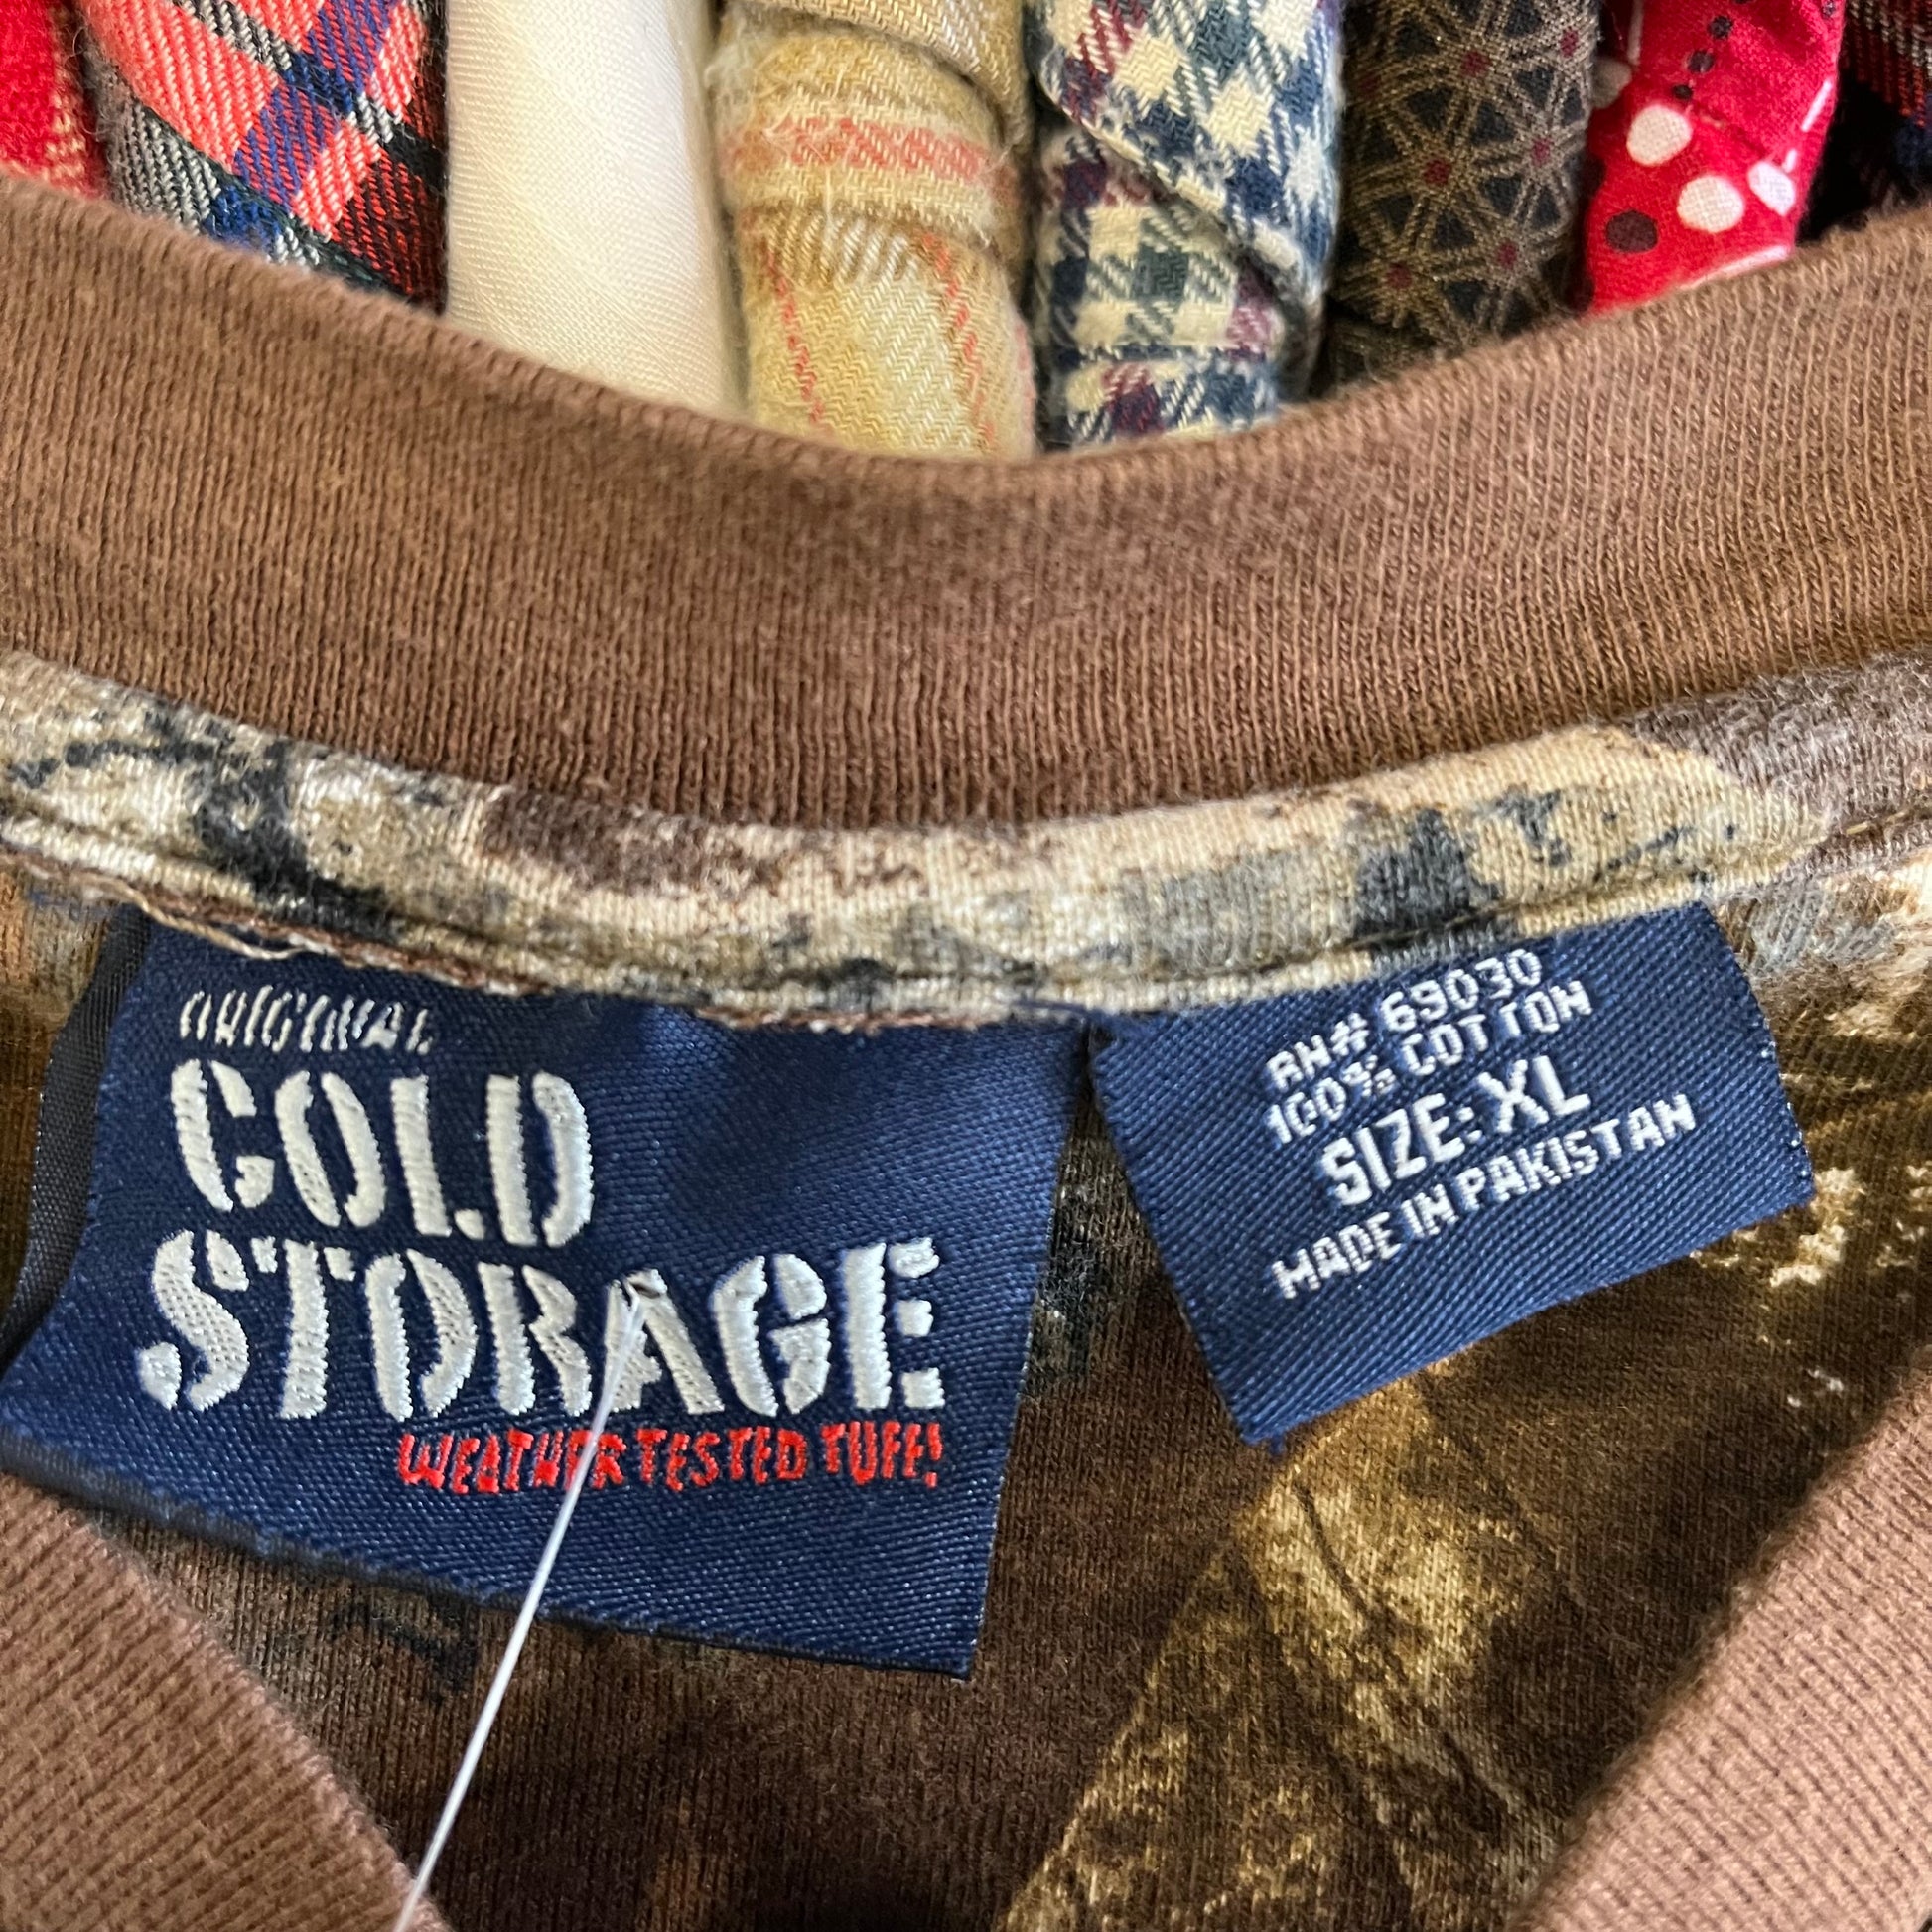 ORIGINAL
COLD
STORAGE
WEATHER TESTED TUFF!
RN# 69030
100% COTTON
SIZE: XL
MADE IN PAKISTAN